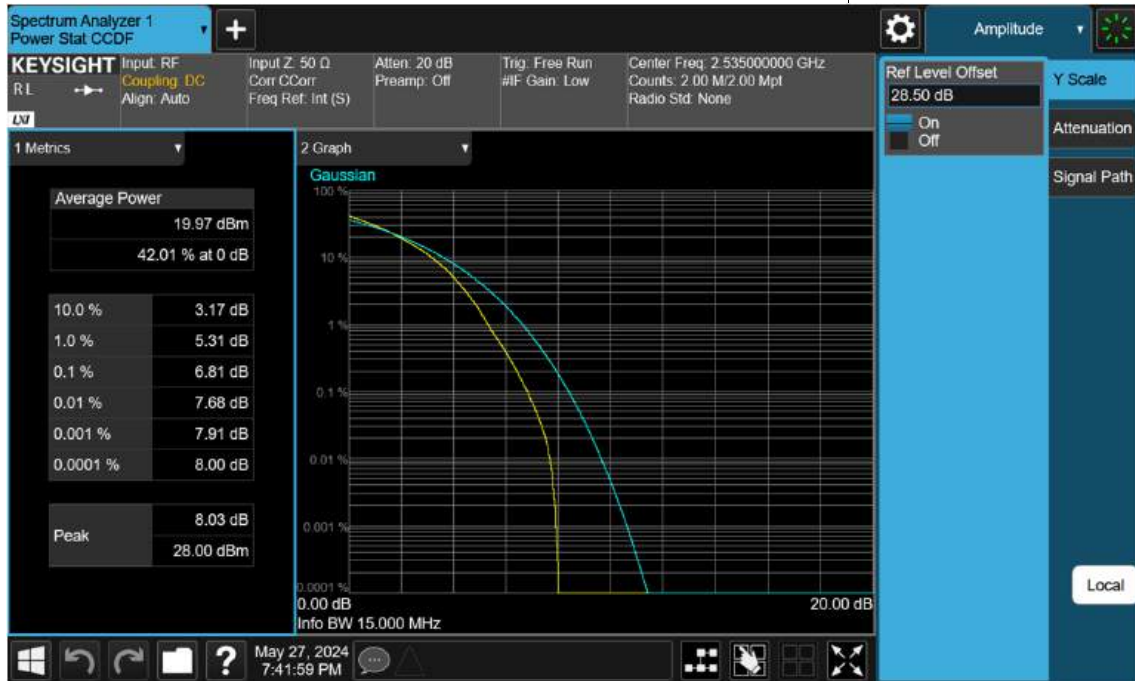 Spectrum Analyzer 1
Power Stat CCDF
+
Amplitude
KEYSIGHT
RL
LXI
Input: RF
Coupling: DC
Align: Auto
Input Z: 50 Ω
Corr CCorr
Freq Ref: Int (S)
Atten: 20 dB
Preamp: Off
Trig: Free Run
#IF Gain: Low
Center Freq: 2.535000000 GHz
Counts: 2.00 M/2.00 Mpt
Radio Std: None
Ref Level Offset
28.50 dB
On
Off
Y Scale
Attenuation
Signal Path
1 Metrics
Average Power
19.97 dBm
42.01 % at 0 dB
10.0 % 3.17 dB
1.0 % 5.31 dB
0.1 % 6.81 dB
0.01 % 7.68 dB
0.001 % 7.91 dB
0.0001 % 8.00 dB
Peak
8.03 dB
28.00 dBm
2 Graph
Gaussian
100 %
10 %
1 %
0.1 %
0.01 %
0.001 %
0.0001 %
0.00 dB 20.00 dB
Info BW 15.000 MHz
Local
?
May 27, 2024
7:41:59 PM